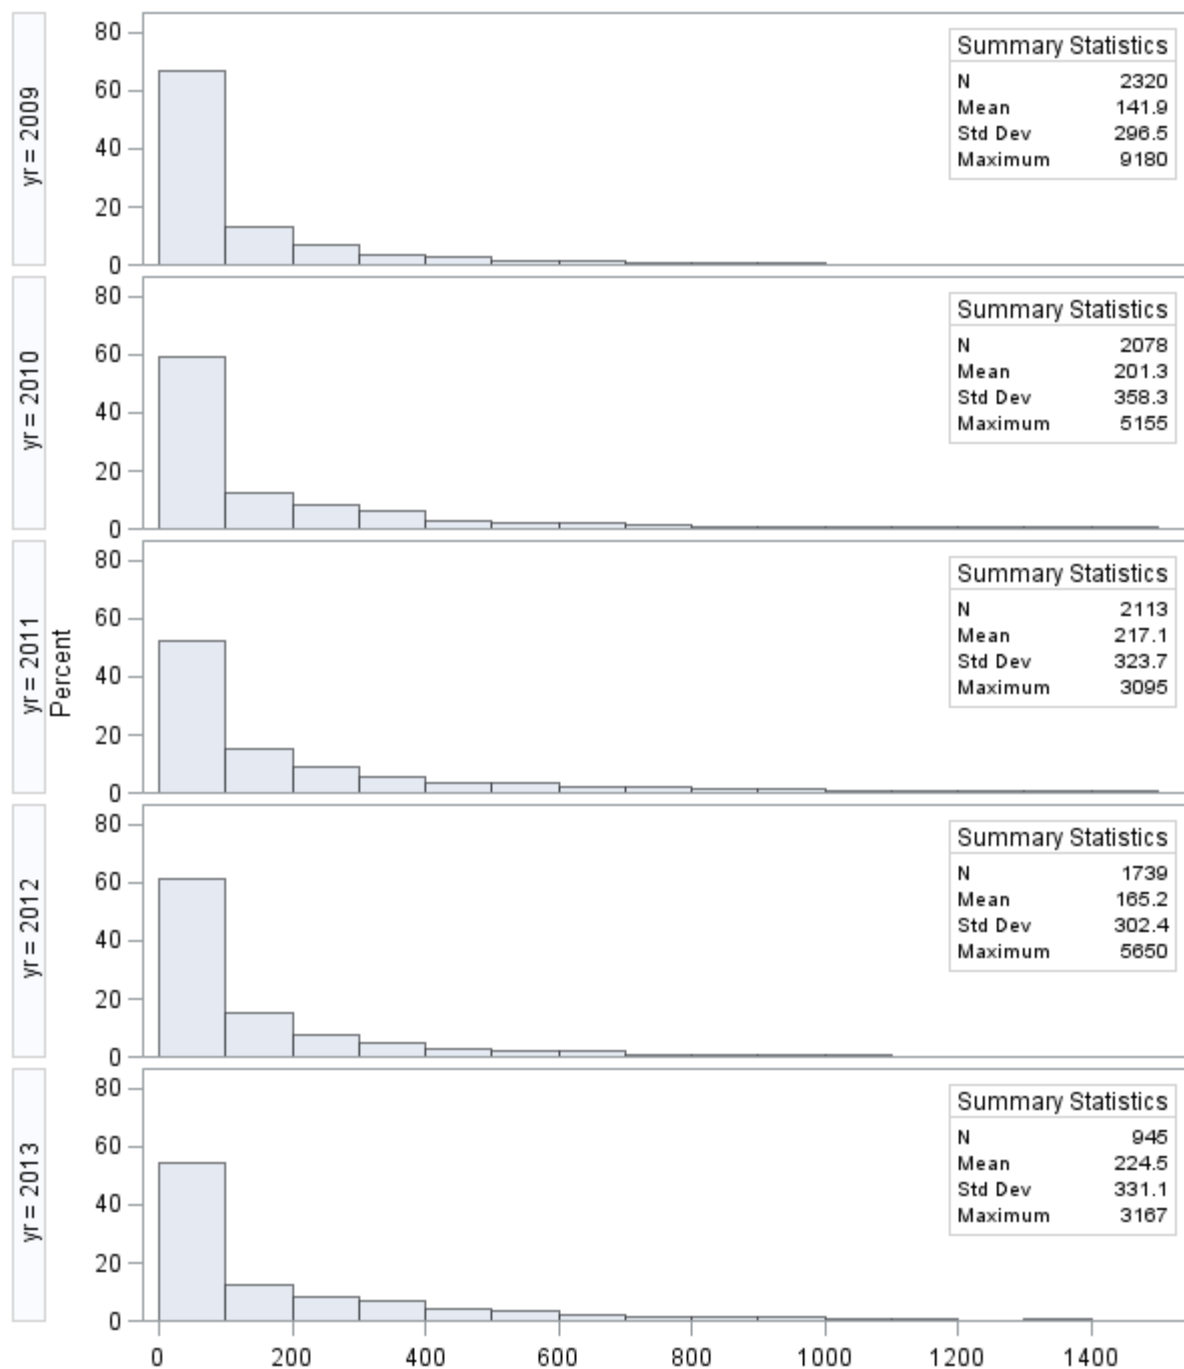 yr = 2009
80
60
40
20
0
Summary Statistics
N 2320
Mean 141.9
Std Dev 296.5
Maximum 9180
yr = 2010
80
60
40
20
0
Summary Statistics
N 2078
Mean 201.3
Std Dev 358.3
Maximum 5155
yr = 2011
Percent
80
60
40
20
0
Summary Statistics
N 2113
Mean 217.1
Std Dev 323.7
Maximum 3095
yr = 2012
80
60
40
20
0
Summary Statistics
N 1739
Mean 165.2
Std Dev 302.4
Maximum 5650
yr = 2013
80
60
40
20
0
Summary Statistics
N 945
Mean 224.5
Std Dev 331.1
Maximum 3167
0 200 400 600 800 1000 1200 1400